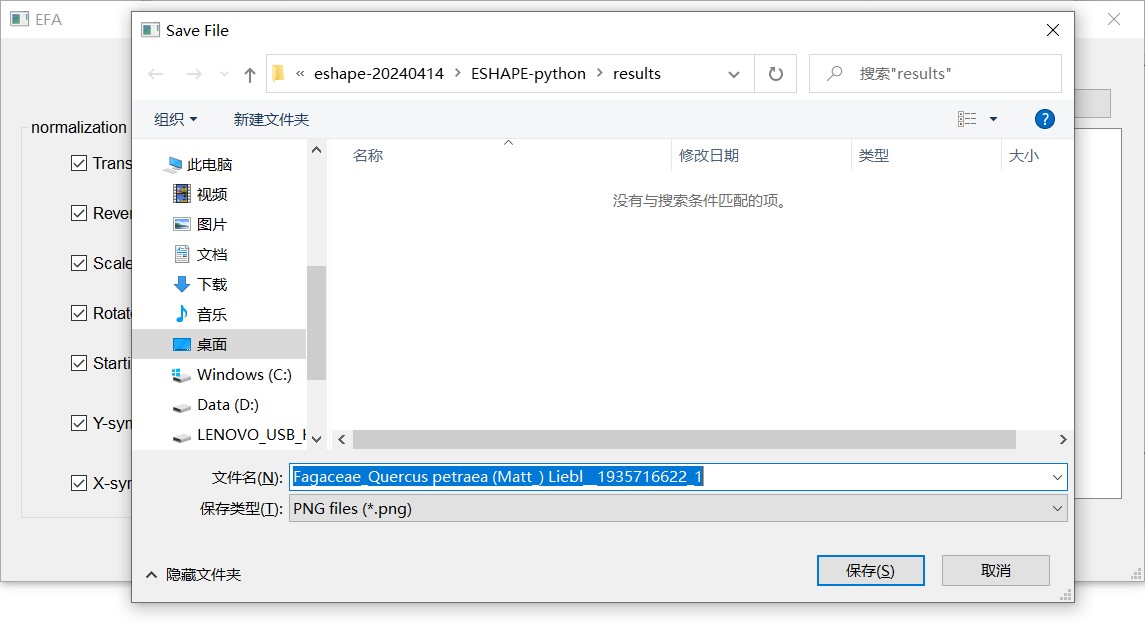 EFA
Save File
« eshape-20240414 › ESHAPE-python › results
搜索"results"
组织 新建文件夹
?
normalization
Trans
Rever
Scale
Rotat
Starti
Y-sym
X-syr
此电脑
视频
图片
文档
下载
音乐
桌面
Windows (C:)
Data (D:)
LENOVO_USB_H
名称 修改日期 类型 大小
没有与搜索条件匹配的项。
文件名(N): Fagaceae_Quercus petraea (Matt_) Liebl__1935716622_1
保存类型(T): PNG files (*.png)
隐藏文件夹
保存(S) 取消